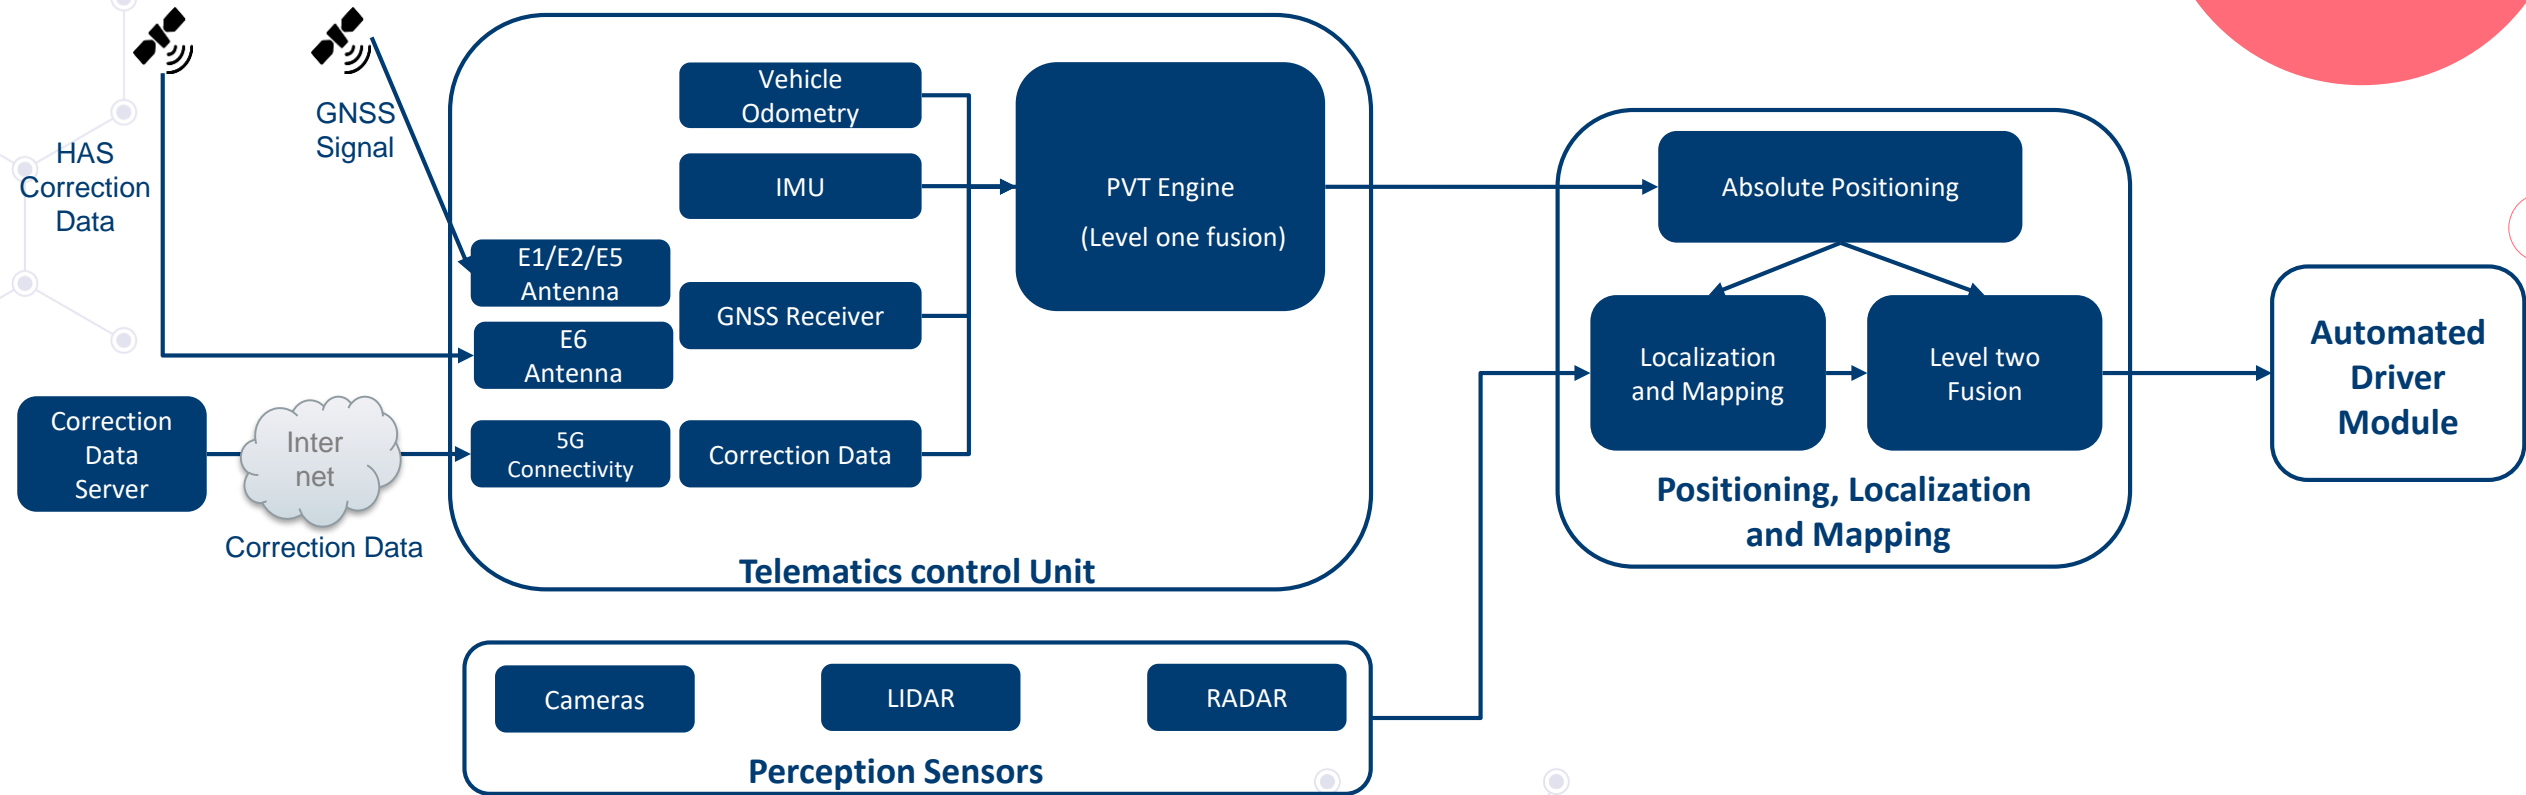 HAS
Correction
Data
GNSS
Signal
Correction
Data
Server
Inter
net
Correction Data
Vehicle
Odometry
IMU
E1/E2/E5
Antenna
E6
Antenna
5G
Connectivity
GNSS Receiver
Correction Data
PVT Engine
(Level one fusion)
Telematics control Unit
Cameras
LIDAR
RADAR
Perception Sensors
Absolute Positioning
Localization
and Mapping
Level two
Fusion
Positioning, Localization
and Mapping
Automated
Driver
Module